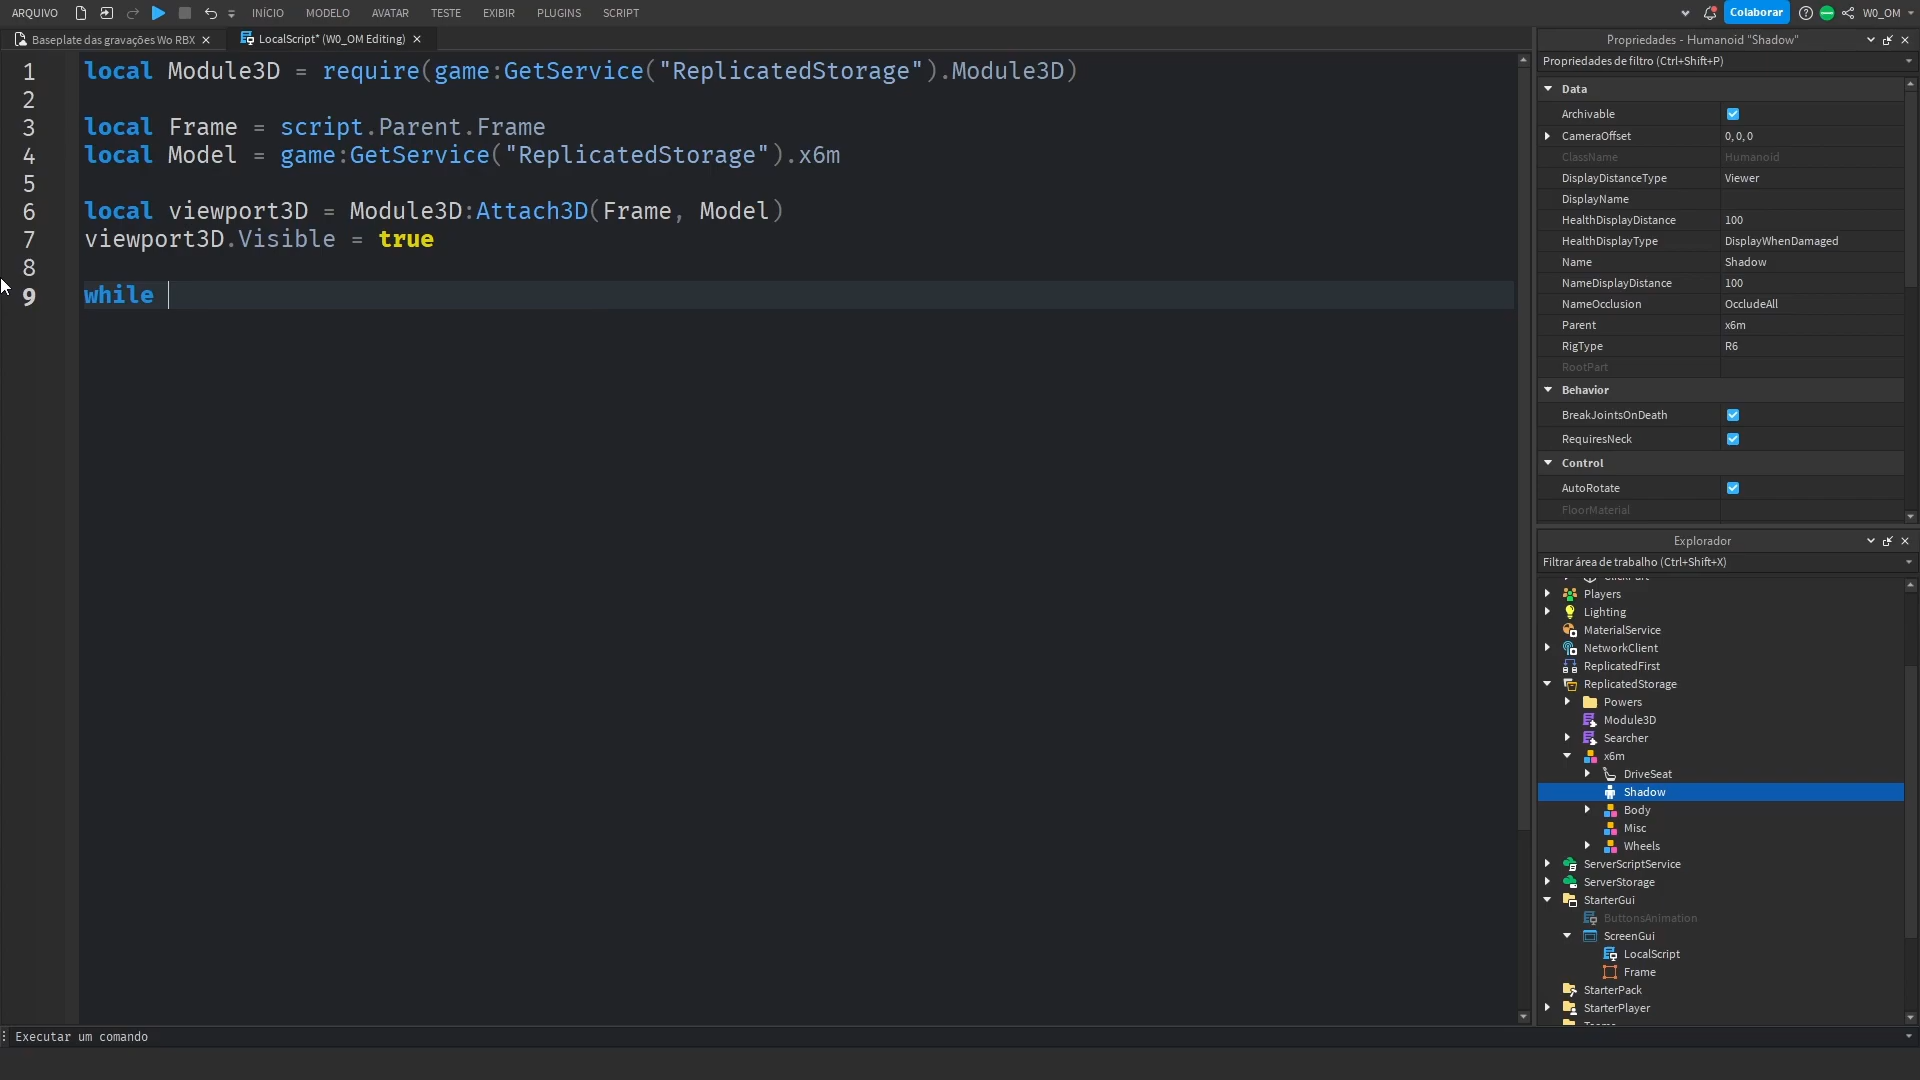 ARQUIVO INÍCIO MODELO AVATAR TESTE EXIBIR PLUGINS SCRIPT Colaborar W0_OM
Baseplate das gravações Wo RBX LocalScript* (W0_OM Editing)
1 local Module3D = require(game:GetService("ReplicatedStorage").Module3D)
2
3 local Frame = script.Parent.Frame
4 local Model = game:GetService("ReplicatedStorage").x6m
5
6 local viewport3D = Module3D:Attach3D(Frame, Model)
7 viewport3D.Visible = true
8
9 while
Propriedades - Humanoid "Shadow"
Propriedades de filtro (Ctrl+Shift+P)
Data
Archivable
CameraOffset 0, 0, 0
ClassName Humanoid
DisplayDistanceType Viewer
DisplayName
HealthDisplayDistance 100
HealthDisplayType DisplayWhenDamaged
Name Shadow
NameDisplayDistance 100
NameOcclusion OccludeAll
Parent x6m
RigType R6
RootPart
Behavior
BreakJointsOnDeath
RequiresNeck
Control
AutoRotate
FloorMaterial
Explorador
Filtrar área de trabalho (Ctrl+Shift+X)
Players
Lighting
MaterialService
NetworkClient
ReplicatedFirst
ReplicatedStorage
Powers
Module3D
Searcher
x6m
DriveSeat
Shadow
Body
Misc
Wheels
ServerScriptService
ServerStorage
StarterGui
ButtonsAnimation
ScreenGui
LocalScript
Frame
StarterPack
StarterPlayer
Executar um comando